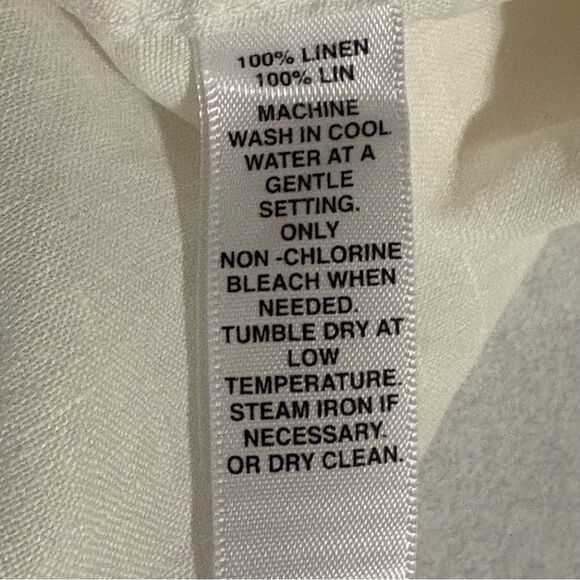 100% LINEN
100% LIN
MACHINE
WASH IN COOL
WATER AT A
GENTLE
SETTING.
ONLY
NON -CHLORINE
BLEACH WHEN
NEEDED.
TUMBLE DRY AT
LOW
TEMPERATURE.
STEAM IRON IF
NECESSARY.
OR DRY CLEAN.